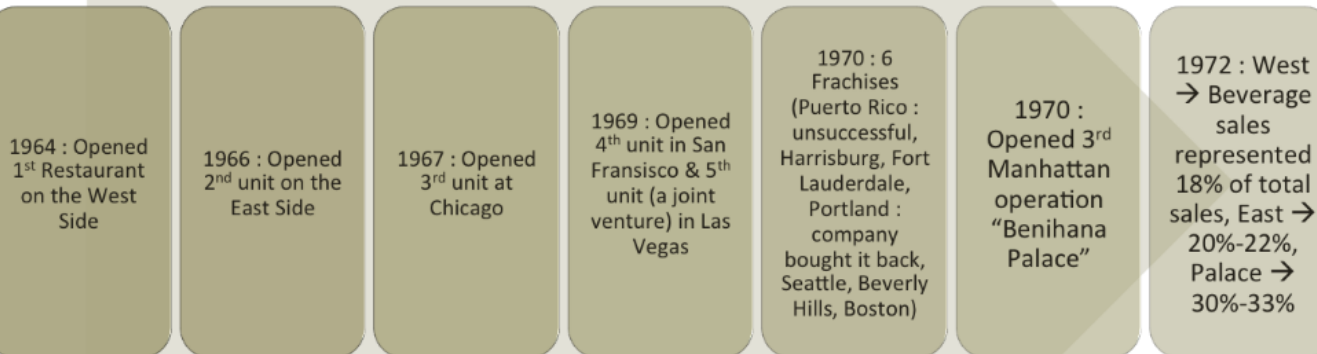 1964 : Opened
1st Restaurant
on the West
Side
1966 : Opened
2nd unit on the
East Side
1967 : Opened
3rd unit at
Chicago
1969 : Opened
4th unit in San
Fransisco & 5th
unit (a joint
venture) in Las
Vegas
1970 : 6
Frachises
(Puerto Rico :
unsuccessful,
Harrisburg, Fort
Lauderdale,
Portland :
company
bought it back,
Seattle, Beverly
Hills, Boston)
1970 :
Opened 3rd
Manhattan
operation
“Benihana
Palace”
1972 : West
→ Beverage
sales
represented
18% of total
sales, East →
20%-22%,
Palace →
30%-33%